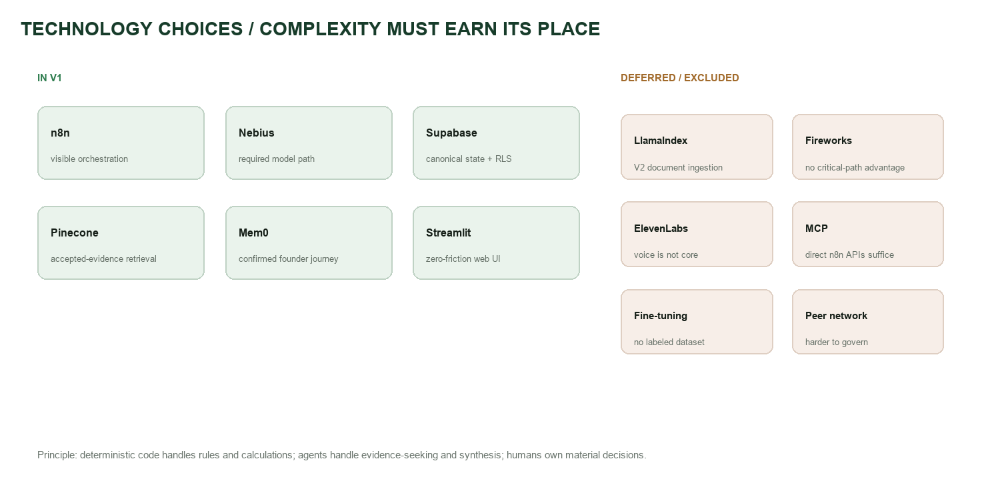 TECHNOLOGY CHOICES / COMPLEXITY MUST EARN ITS PLACE
IN V1
n8n
visible orchestration
Nebius
required model path
Supabase
canonical state + RLS
Pinecone
accepted-evidence retrieval
Mem0
confirmed founder journey
Streamlit
zero-friction web UI
DEFERRED / EXCLUDED
LlamaIndex
V2 document ingestion
Fireworks
no critical-path advantage
ElevenLabs
voice is not core
MCP
direct n8n APIs suffice
Fine-tuning
no labeled dataset
Peer network
harder to govern
Principle: deterministic code handles rules and calculations; agents handle evidence-seeking and synthesis; humans own material decisions.